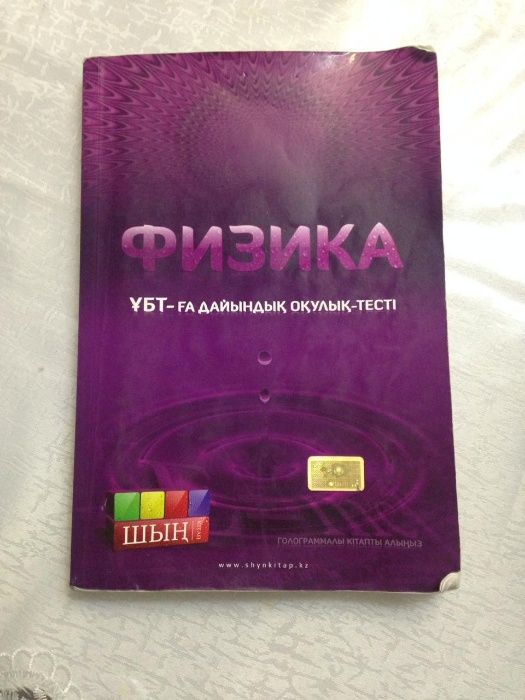 ФИЗИКА
ҰБТ-ҒА ДАЙЫНДЫҚ ОҚУЛЫҚ-ТЕСТІ
ШЫҢ
ГОЛОГРАММАЛЫ КІТАПТЫ АЛЫҢЫЗ
www.shynkitap.kz